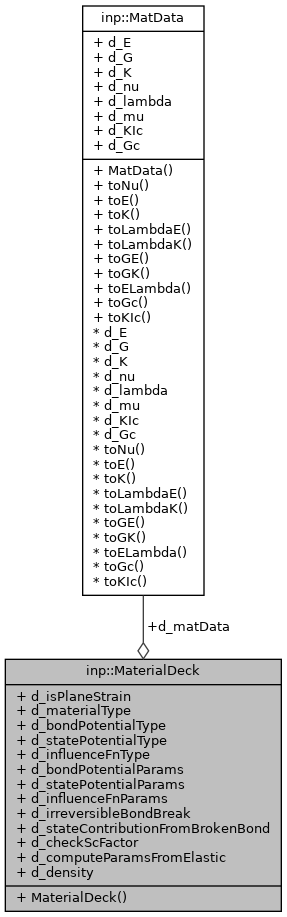 inp::MatData
+ d_E
+ d_G
+ d_K
+ d_nu
+ d_lambda
+ d_mu
+ d_KIc
+ d_Gc
+ MatData()
+ toNu()
+ toE()
+ toK()
+ toLambdaE()
+ toLambdaK()
+ toGE()
+ toGK()
+ toELambda()
+ toGc()
+ toKIc()
* d_E
* d_G
* d_K
* d_nu
* d_lambda
* d_mu
* d_KIc
* d_Gc
* toNu()
* toE()
* toK()
* toLambdaE()
* toLambdaK()
* toGE()
* toGK()
* toELambda()
* toGc()
* toKIc()
+d_matData
inp::MaterialDeck
+ d_isPlaneStrain
+ d_materialType
+ d_bondPotentialType
+ d_statePotentialType
+ d_influenceFnType
+ d_bondPotentialParams
+ d_statePotentialParams
+ d_influenceFnParams
+ d_irreversibleBondBreak
+ d_stateContributionFromBrokenBond
+ d_checkScFactor
+ d_computeParamsFromElastic
+ d_density
+ MaterialDeck()